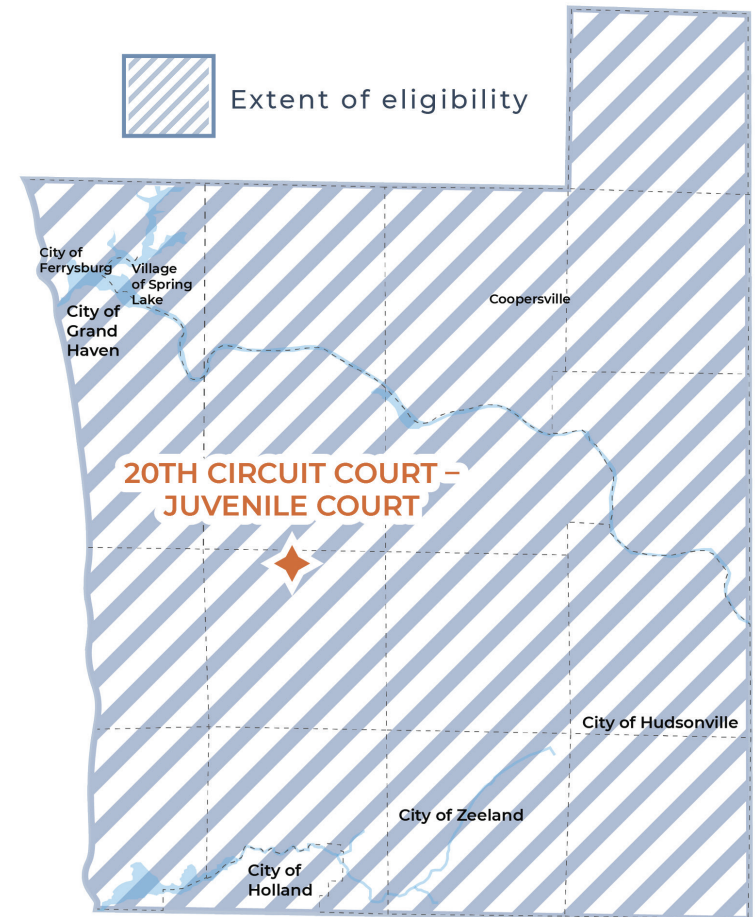 Extent of eligibility
City of
Ferrysburg
Village
of Spring
Lake
City of
Grand
Haven
Coopersville
20TH CIRCUIT COURT –
JUVENILE COURT
City of Hudsonville
City of Zeeland
City of
Holland